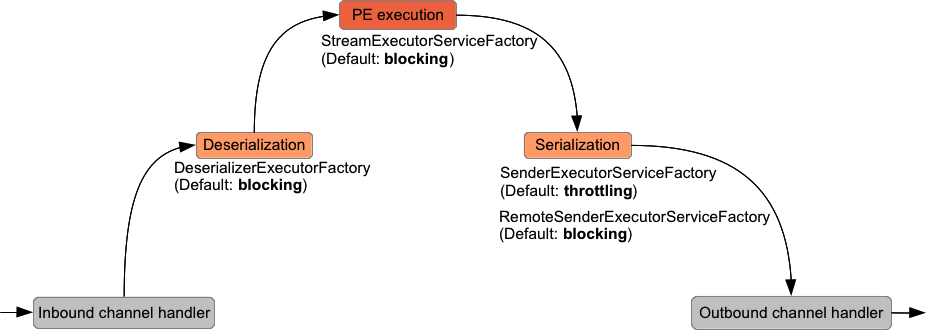 PE execution
StreamExecutorServiceFactory
(Default: blocking)
Deserialization
DeserializerExecutorFactory
(Default: blocking)
Serialization
SenderExecutorServiceFactory
(Default: throttling)
RemoteSenderExecutorServiceFactory
(Default: blocking)
Inbound channel handler
Outbound channel handler